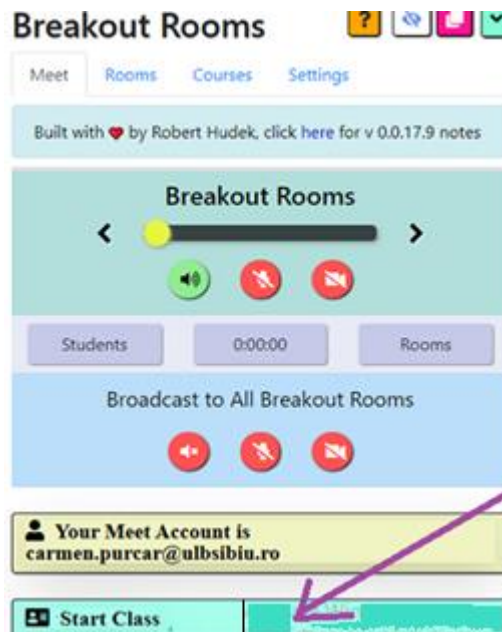 Breakout Rooms
?
Meet Rooms Courses Settings
Built with by Robert Hudek, click here for v 0.0.17.9 notes
Breakout Rooms
Students 0:00:00 Rooms
Broadcast to All Breakout Rooms
Your Meet Account is
carmen.purcar@ulbsibiu.ro
Start Class